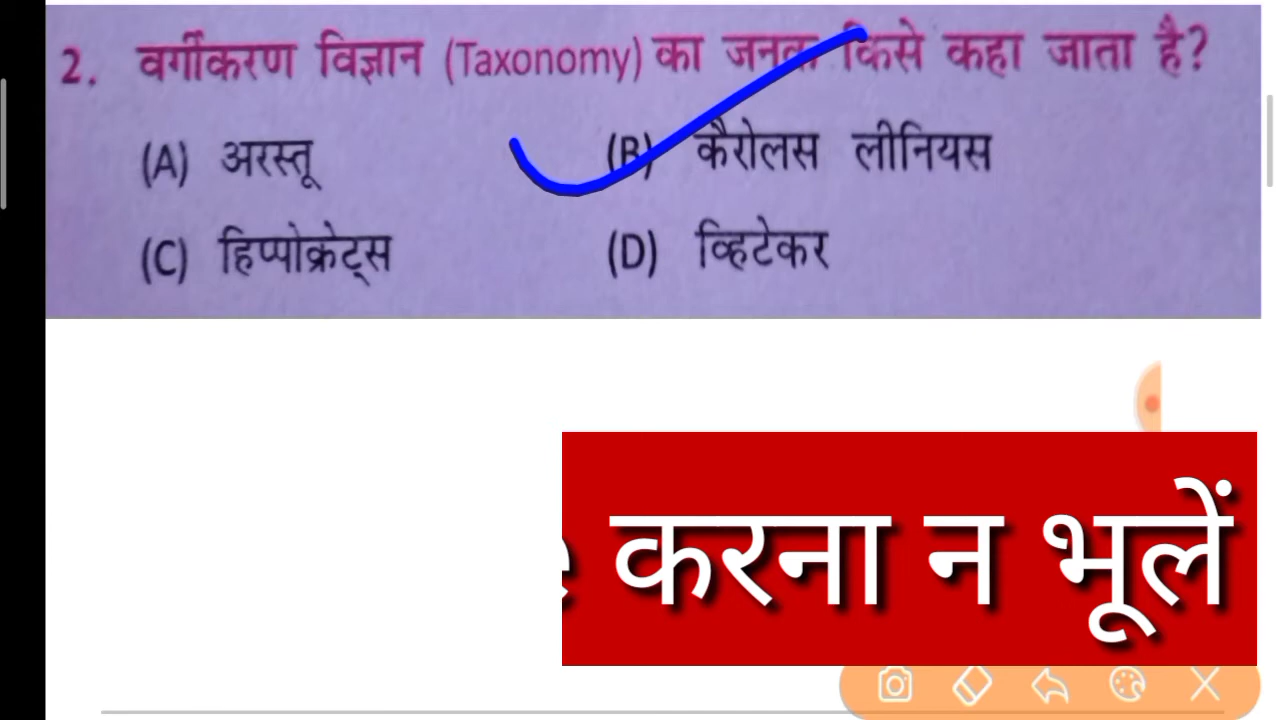 2. वर्गीकरण विज्ञान (Taxonomy) का जनक किसे कहा जाता है?
(A) अरस्तू (B) कैरोलस लीनियस
(C) हिप्पोक्रेट्स (D) व्हिटेकर
करना न भूलें